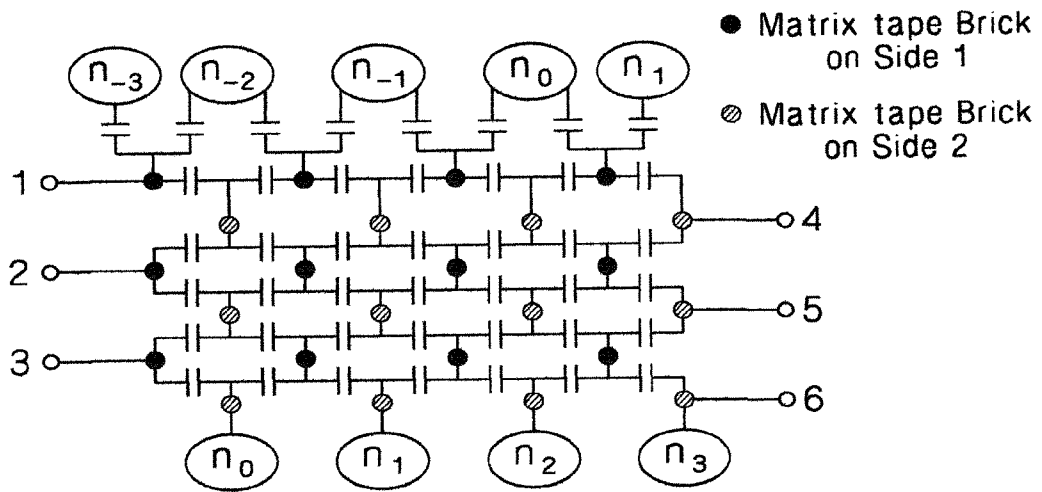 Matrix tape Brick
on Side 1
n₋₃ n₋₂ n₋₁ n₀ n₁
Matrix tape Brick
on Side 2
1
4
2
5
3
6
n₀ n₁ n₂ n₃